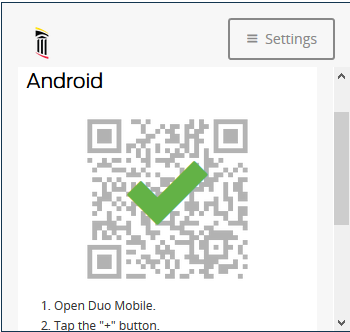 Settings
Android
1. Open Duo Mobile.
2. Tap the "+" button.